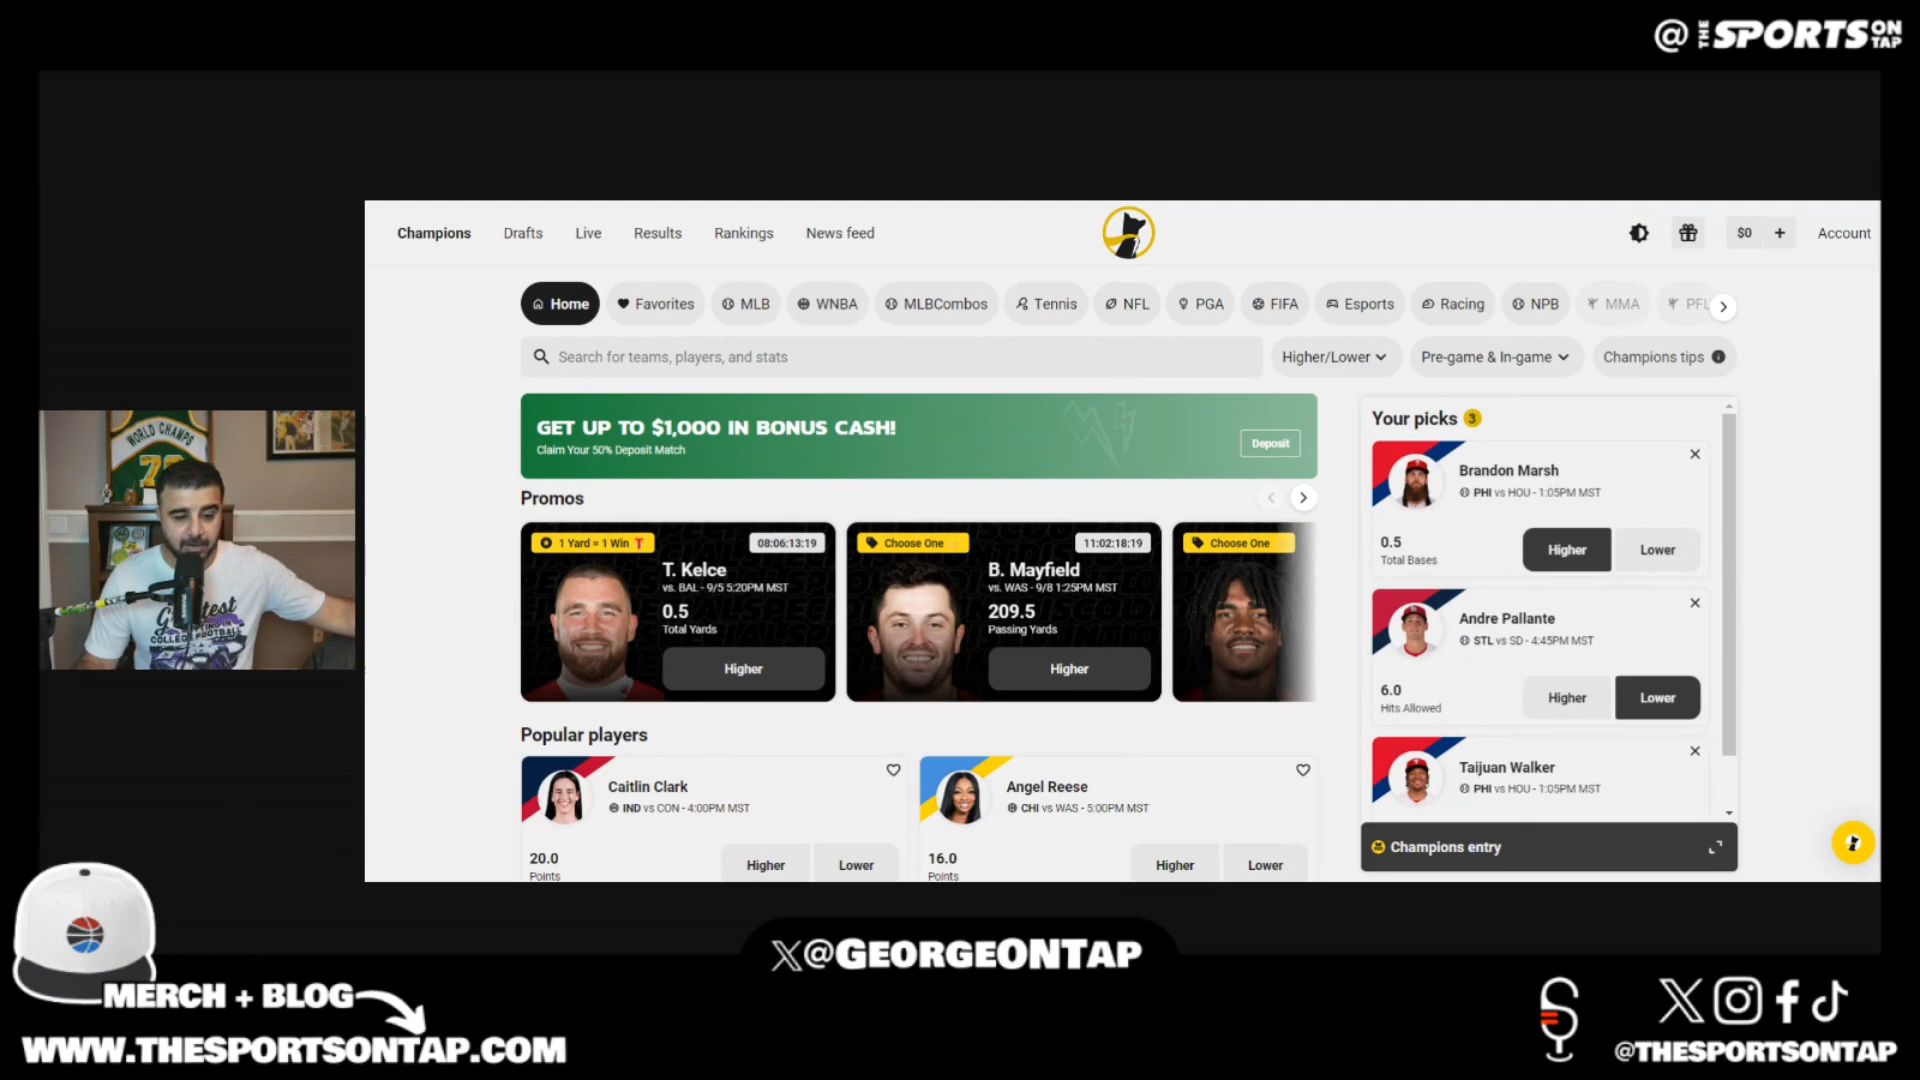 @ THE SPORTS ON TAP
Champions Drafts Live Results Rankings News feed $0 + Account
Home Favorites MLB WNBA MLBCombos Tennis NFL PGA FIFA Esports Racing NPB MMA PFL
Search for teams, players, and stats Higher/Lower Pre-game & In-game Champions tips
GET UP TO $1,000 IN BONUS CASH!
Claim Your 50% Deposit Match
Deposit
Promos
1 Yard = 1 Win 08:06:13:19
T. Kelce
vs. BAL - 9/5 5:20PM MST
0.5
Total Yards
Higher
Choose One 11:02:18:19
B. Mayfield
vs. WAS - 9/8 1:25PM MST
209.5
Passing Yards
Higher
Choose One
Popular players
Caitlin Clark
IND vs CON - 4:00PM MST
20.0
Points
Higher Lower
Angel Reese
CHI vs WAS - 5:00PM MST
16.0
Points
Higher Lower
Your picks 3
Brandon Marsh
PHI vs HOU - 1:05PM MST
0.5
Total Bases
Higher Lower
Andre Pallante
STL vs SD - 4:45PM MST
6.0
Hits Allowed
Higher Lower
Taijuan Walker
PHI vs HOU - 1:05PM MST
Champions entry
WORLD CHAMPS
Greatest
COLLEGE FOOTBALL
X@GEORGEONTAP
MERCH + BLOG
WWW.THESPORTSONTAP.COM
@THESPORTSONTAP